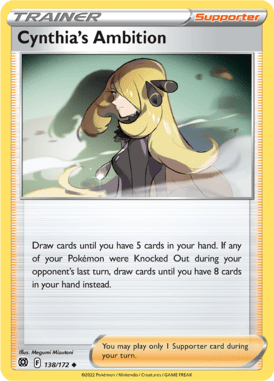 TRAINER Supporter
Cynthia's Ambition
Draw cards until you have 5 cards in your hand. If any
of your Pokémon were Knocked Out during your
opponent's last turn, draw cards until you have 8 cards
in your hand instead.
Illus. Megumi Mizutani
F 138/172
You may play only 1 Supporter card during
your turn.
©2022 Pokémon / Nintendo / Creatures / GAME FREAK